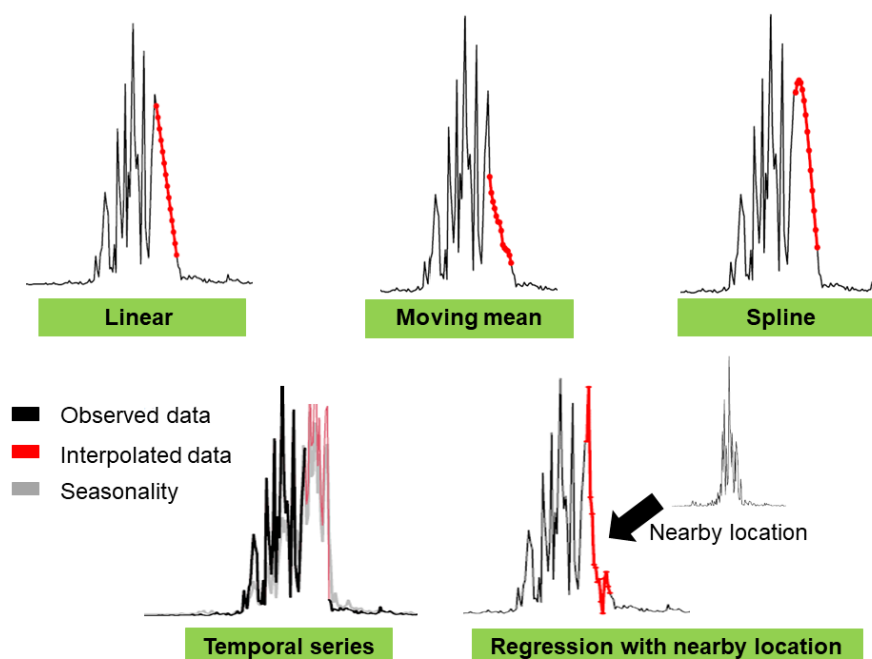 Linear
Moving mean
Spline
Observed data
Interpolated data
Seasonality
Nearby location
Temporal series
Regression with nearby location